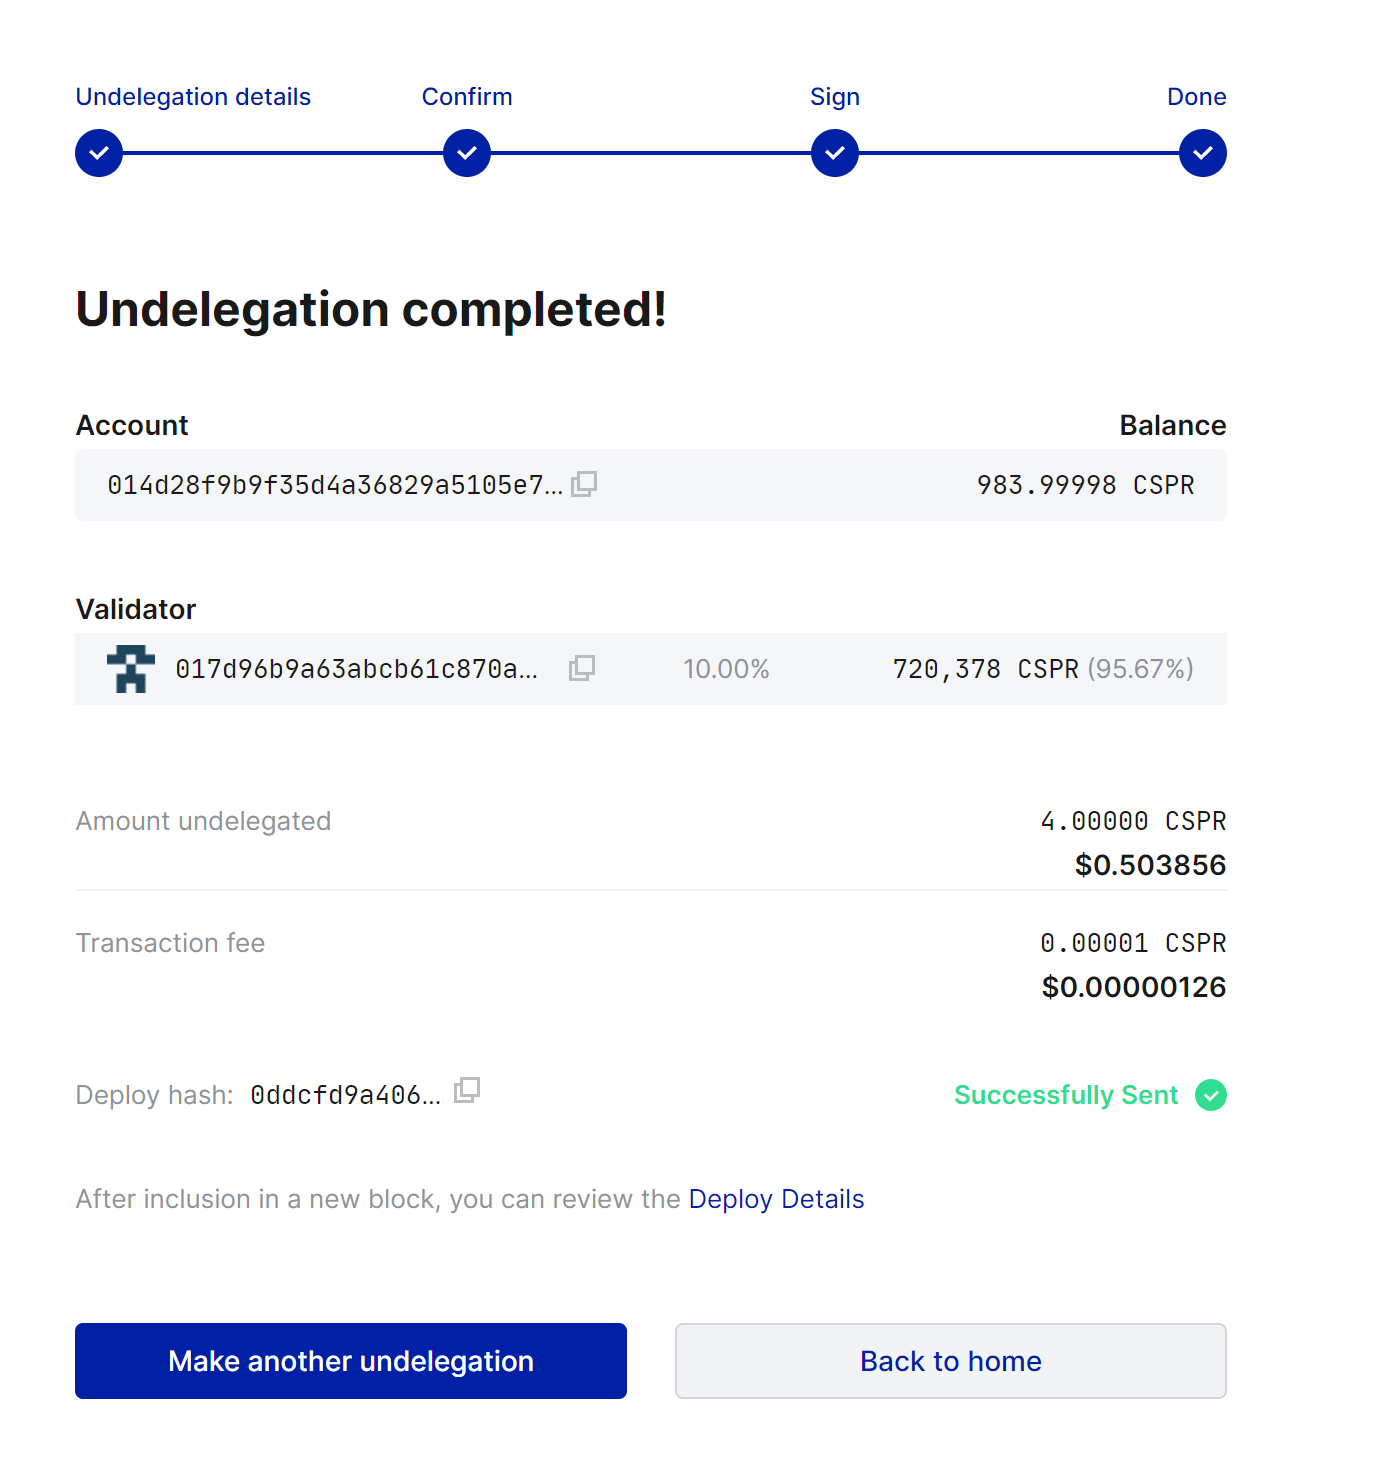 Undelegation details Confirm Sign Done
Undelegation completed!
Account Balance
014d28f9b9f35d4a36829a5105e7... 983.99998 CSPR
Validator
017d96b9a63abcb61c870a... 10.00% 720,378 CSPR (95.67%)
Amount undelegated 4.00000 CSPR
$0.503856
Transaction fee 0.00001 CSPR
$0.00000126
Deploy hash: 0ddcfd9a406... Successfully Sent
After inclusion in a new block, you can review the Deploy Details
Make another undelegation Back to home